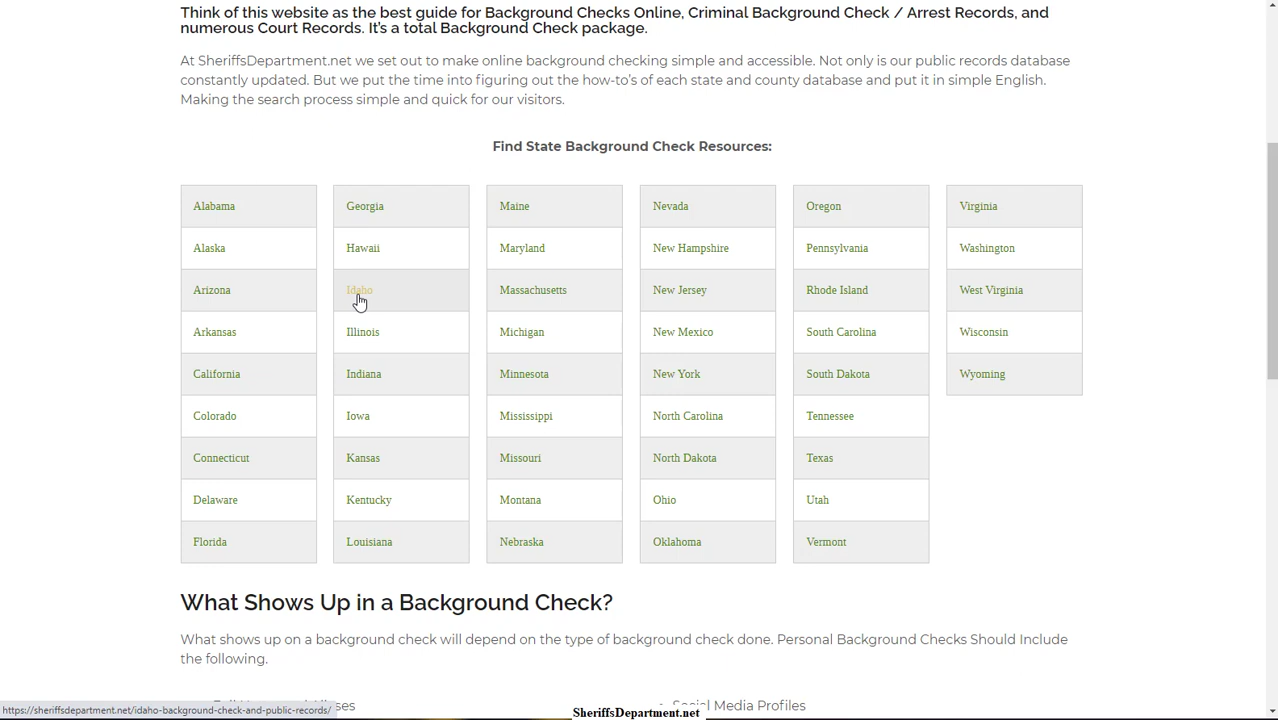 Think of this website as the best guide for Background Checks Online, Criminal Background Check / Arrest Records, and
numerous Court Records. It's a total Background Check package.
At SheriffsDepartment.net we set out to make online background checking simple and accessible. Not only is our public records database
constantly updated. But we put the time into figuring out the how-to's of each state and county database and put it in simple English.
Making the search process simple and quick for our visitors.
Find State Background Check Resources:
Alabama Georgia Maine Nevada Oregon Virginia
Alaska Hawaii Maryland New Hampshire Pennsylvania Washington
Arizona Idaho Massachusetts New Jersey Rhode Island West Virginia
Arkansas Illinois Michigan New Mexico South Carolina Wisconsin
California Indiana Minnesota New York South Dakota Wyoming
Colorado Iowa Mississippi North Carolina Tennessee
Connecticut Kansas Missouri North Dakota Texas
Delaware Kentucky Montana Ohio Utah
Florida Louisiana Nebraska Oklahoma Vermont
What Shows Up in a Background Check?
What shows up on a background check will depend on the type of background check done. Personal Background Checks Should Include
the following.
Social Media Profiles
https://sheriffsdepartment.net/idaho-background-check-and-public-records/
SheriffsDepartment.net